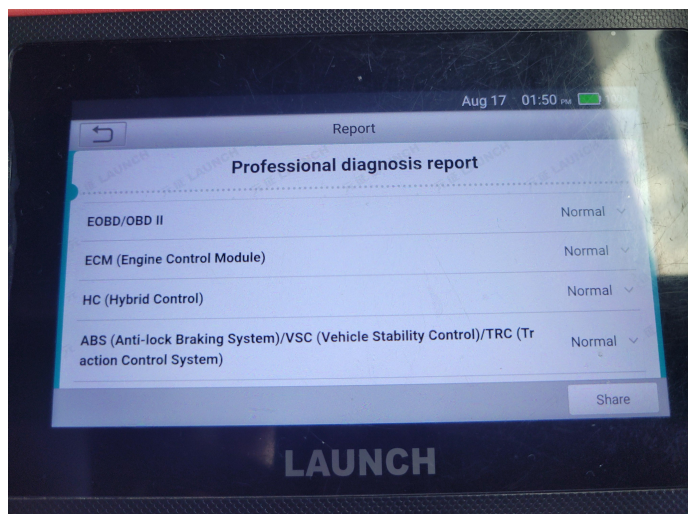 Aug 17 01:50 PM
Report
Professional diagnosis report
EOBD/OBD II Normal
ECM (Engine Control Module) Normal
HC (Hybrid Control) Normal
ABS (Anti-lock Braking System)/VSC (Vehicle Stability Control)/TRC (Tr
action Control System) Normal
Share
LAUNCH